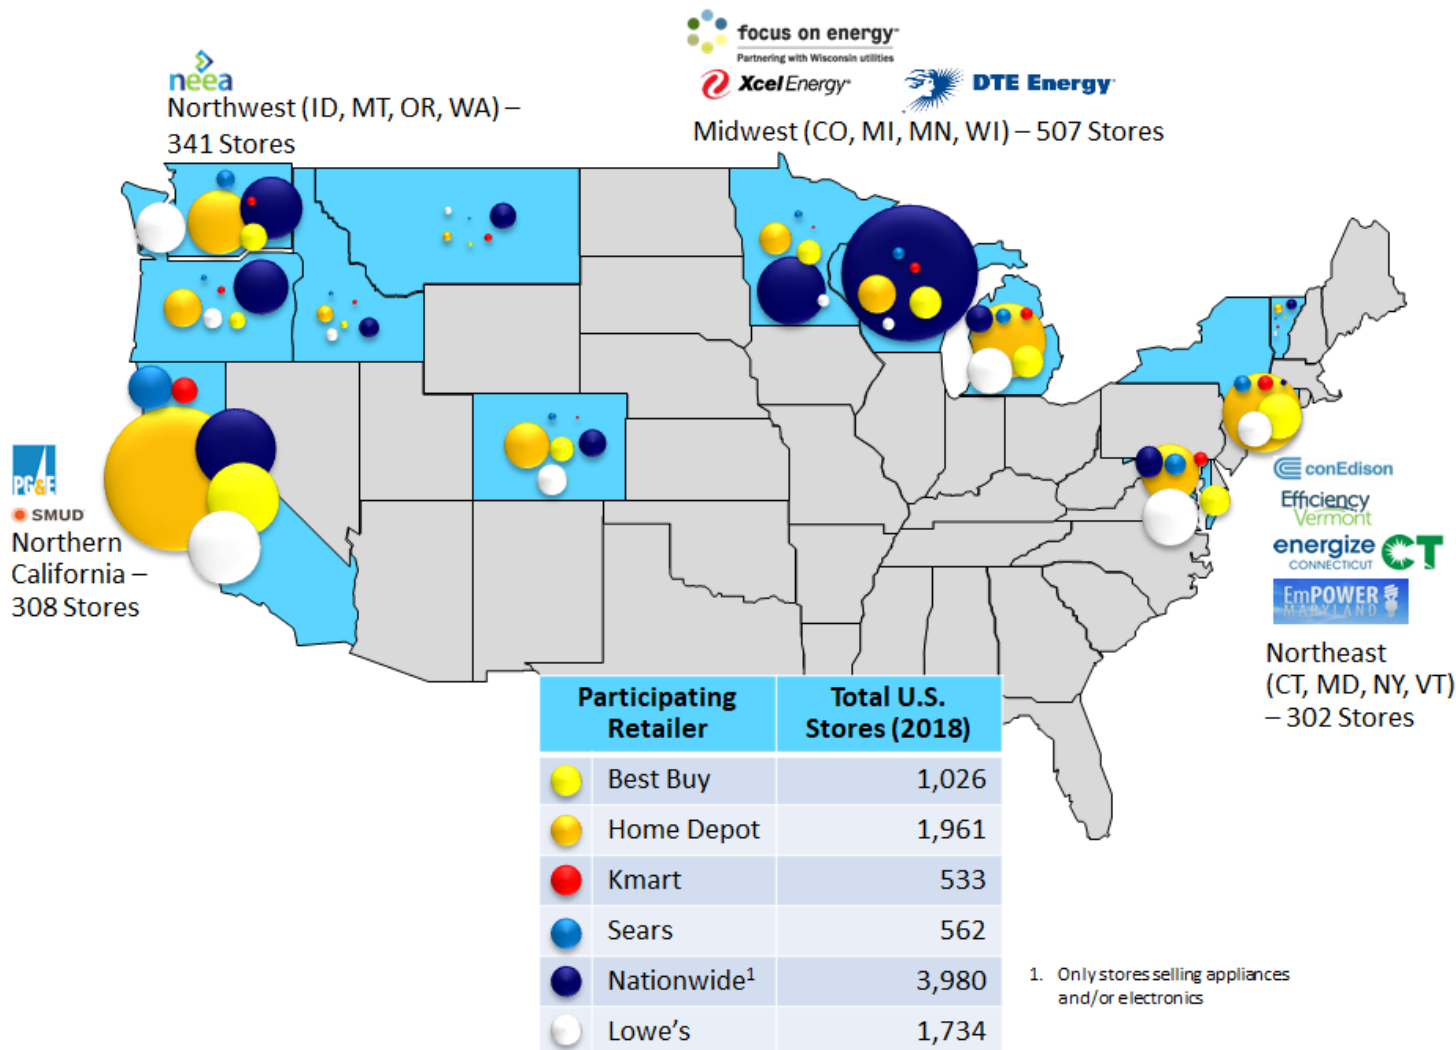 neea
Northwest (ID, MT, OR, WA) –
341 Stores
focus on energy
Partnering with Wisconsin utilities
Xcel Energy
DTE Energy
Midwest (CO, MI, MN, WI) – 507 Stores
PG&E
SMUD
Northern
California –
308 Stores
conEdison
Efficiency
Vermont
energize CT
CONNECTICUT
EmPOWER
MARYLAND
Northeast
(CT, MD, NY, VT)
– 302 Stores
Participating Retailer Total U.S. Stores (2018)
Best Buy 1,026
Home Depot 1,961
Kmart 533
Sears 562
Nationwide¹ 3,980
Lowe's 1,734
1. Only stores selling appliances
and/or electronics